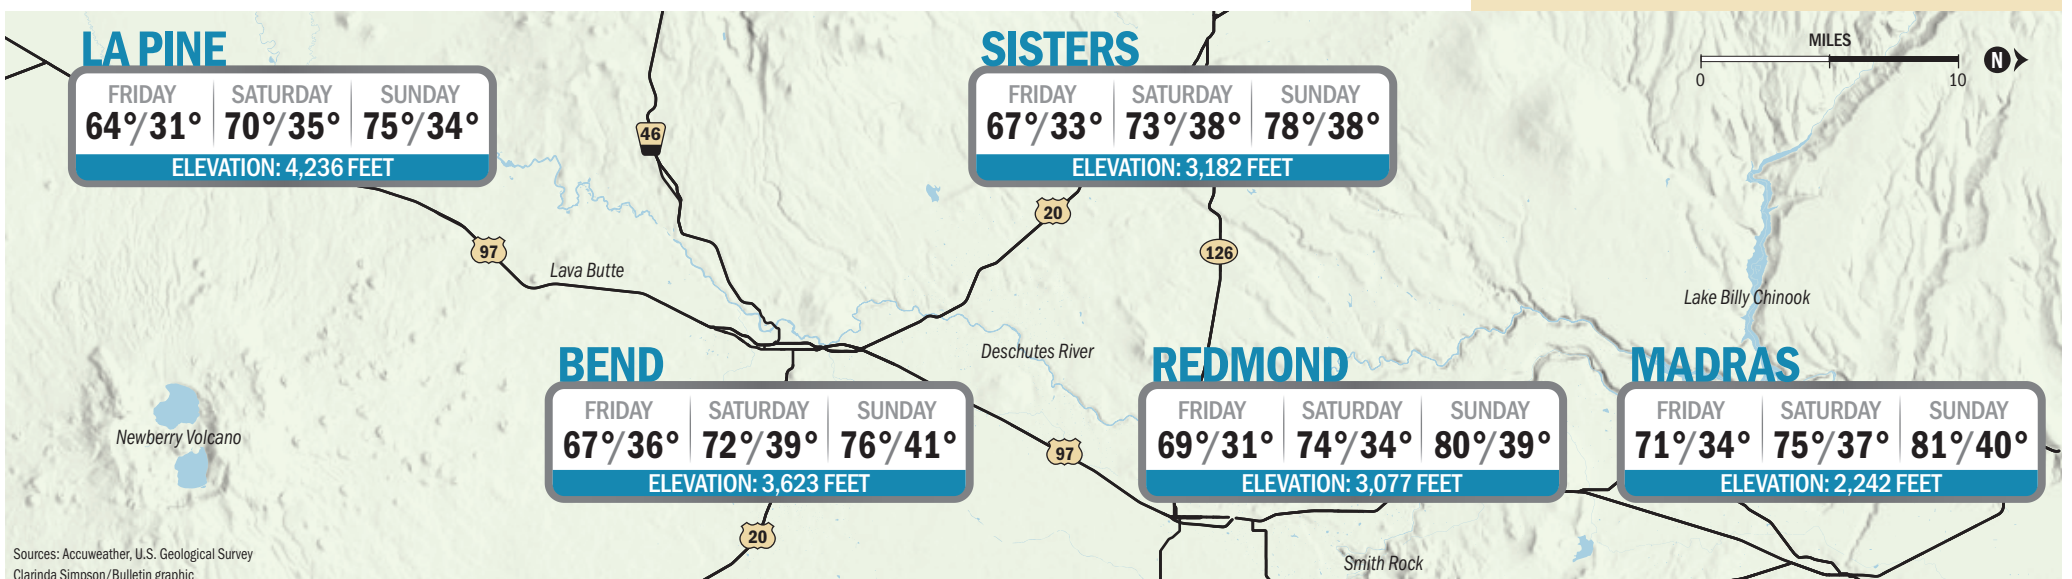 LA PINE
FRIDAY SATURDAY SUNDAY
64°/31° 70°/35° 75°/34°
ELEVATION: 4,236 FEET
SISTERS
FRIDAY SATURDAY SUNDAY
67°/33° 73°/38° 78°/38°
ELEVATION: 3,182 FEET
MILES
0 10
N
46
20
97
126
Lava Butte
Lake Billy Chinook
Deschutes River
BEND
FRIDAY SATURDAY SUNDAY
67°/36° 72°/39° 76°/41°
ELEVATION: 3,623 FEET
REDMOND
FRIDAY SATURDAY SUNDAY
69°/31° 74°/34° 80°/39°
ELEVATION: 3,077 FEET
MADRAS
FRIDAY SATURDAY SUNDAY
71°/34° 75°/37° 81°/40°
ELEVATION: 2,242 FEET
Newberry Volcano
97
20
Smith Rock
Sources: Accuweather, U.S. Geological Survey
Clarinda Simpson/Bulletin graphic